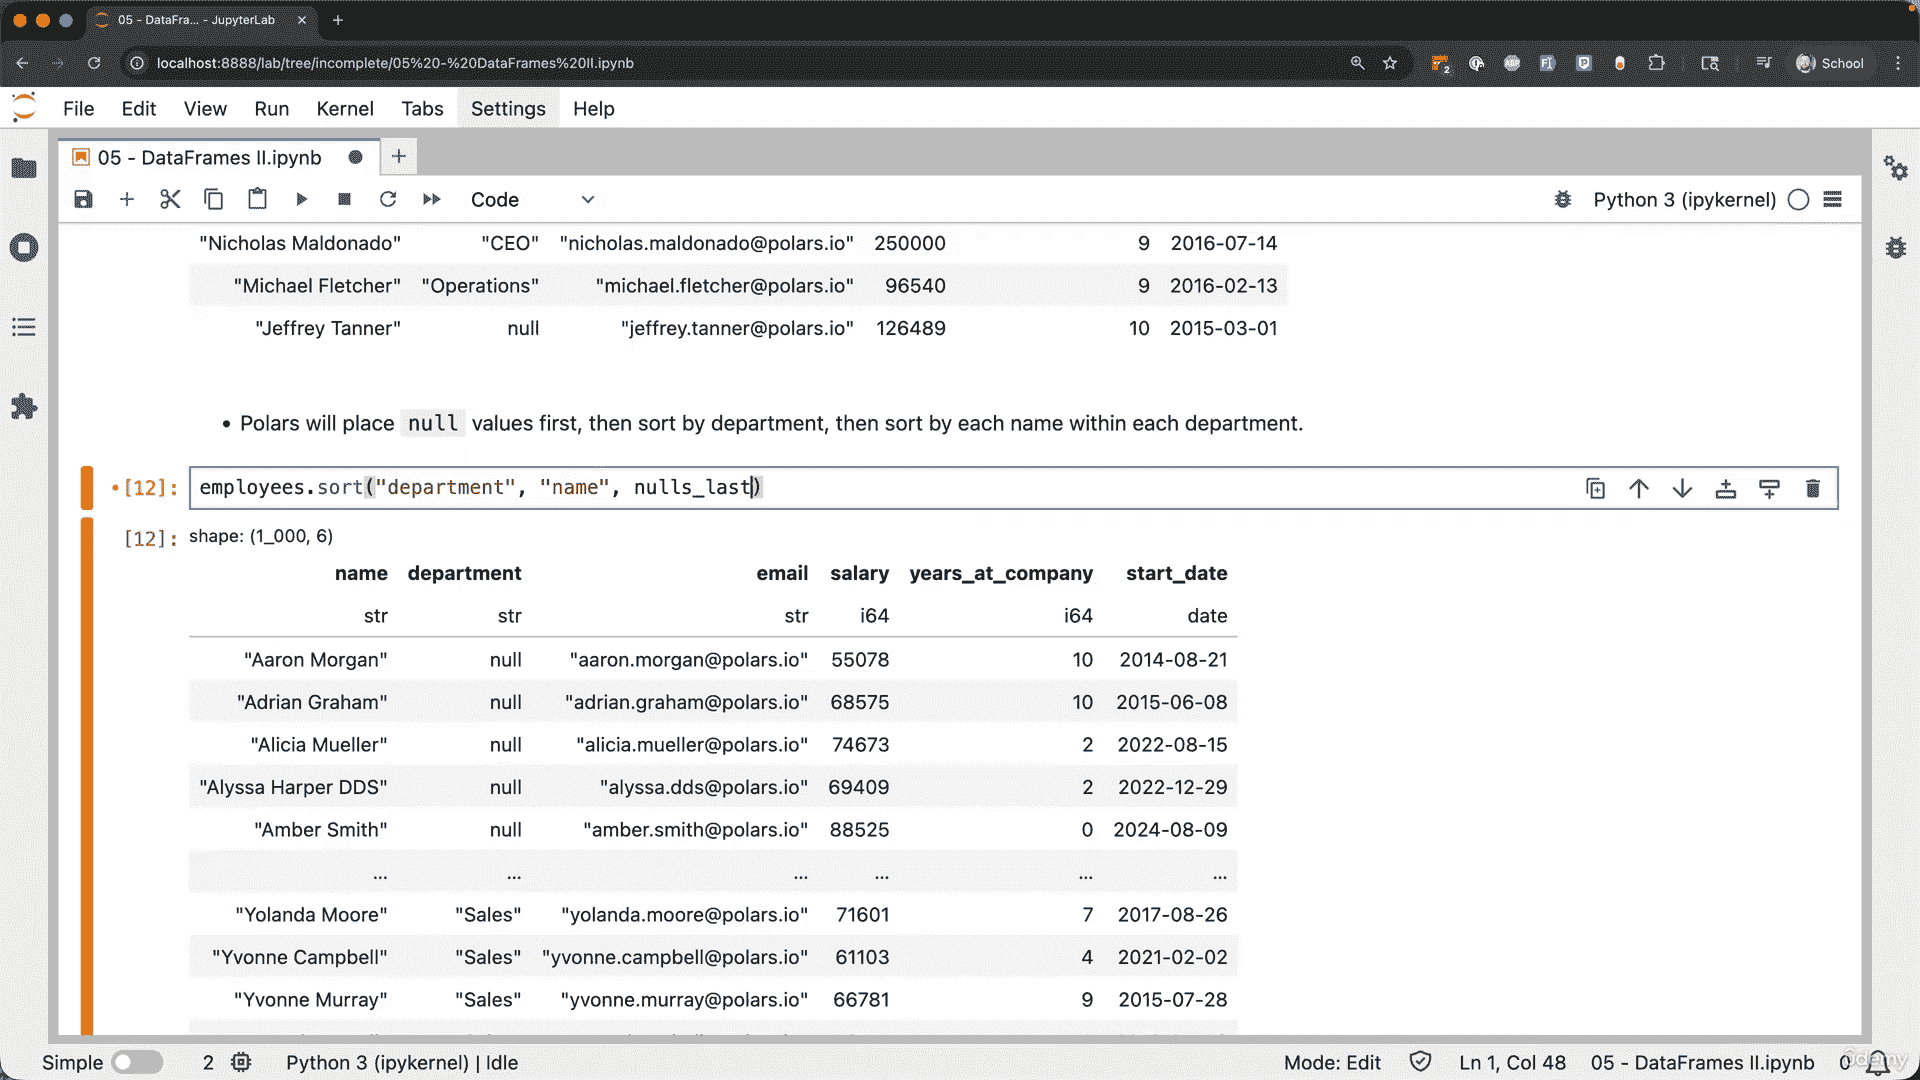 05 - DataFra... - JupyterLab
localhost:8888/lab/tree/incomplete/05%20-%20DataFrames%20II.ipynb
2
ABP
School
File Edit View Run Kernel Tabs Settings Help
05 - DataFrames II.ipynb
Code
Python 3 (ipykernel)
"Nicholas Maldonado" "CEO" "nicholas.maldonado@polars.io" 250000 9 2016-07-14
"Michael Fletcher" "Operations" "michael.fletcher@polars.io" 96540 9 2016-02-13
"Jeffrey Tanner" null "jeffrey.tanner@polars.io" 126489 10 2015-03-01
• Polars will place null values first, then sort by department, then sort by each name within each department.
[12]: employees.sort("department", "name", nulls_last)
[12]: shape: (1_000, 6)
name department email salary years_at_company start_date
str str str i64 i64 date
"Aaron Morgan" null "aaron.morgan@polars.io" 55078 10 2014-08-21
"Adrian Graham" null "adrian.graham@polars.io" 68575 10 2015-06-08
"Alicia Mueller" null "alicia.mueller@polars.io" 74673 2 2022-08-15
"Alyssa Harper DDS" null "alyssa.dds@polars.io" 69409 2 2022-12-29
"Amber Smith" null "amber.smith@polars.io" 88525 0 2024-08-09
... ... ... ... ... ...
"Yolanda Moore" "Sales" "yolanda.moore@polars.io" 71601 7 2017-08-26
"Yvonne Campbell" "Sales" "yvonne.campbell@polars.io" 61103 4 2021-02-02
"Yvonne Murray" "Sales" "yvonne.murray@polars.io" 66781 9 2015-07-28
Simple 2 Python 3 (ipykernel) | Idle Mode: Edit Ln 1, Col 48 05 - DataFrames II.ipynb 0
udemy